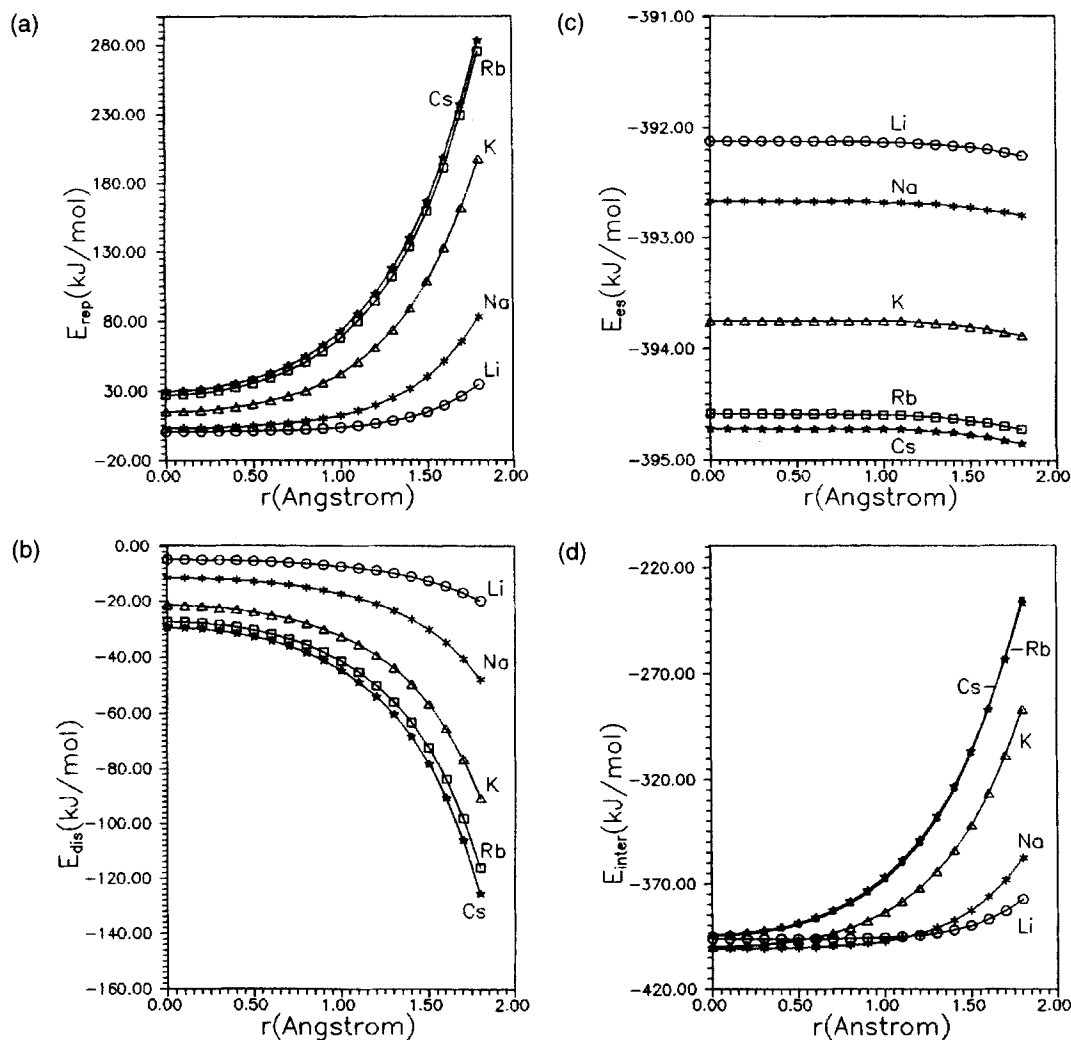 (a)
280.00
230.00
180.00
130.00
80.00
30.00
-20.00
E_rep(kJ/mol)
Cs
Rb
K
Na
Li
0.00 0.50 1.00 1.50 2.00
r(Angstrom)
(c)
-391.00
-392.00
-393.00
-394.00
-395.00
E_es(kJ/mol)
Li
Na
K
Rb
Cs
0.00 0.50 1.00 1.50 2.00
r(Angstrom)
(b)
0.00
-20.00
-40.00
-60.00
-80.00
-100.00
-120.00
-140.00
-160.00
E_dis(kJ/mol)
Li
Na
K
Rb
Cs
0.00 0.50 1.00 1.50 2.00
r(Angstrom)
(d)
-220.00
-270.00
-320.00
-370.00
-420.00
E_inter(kJ/mol)
Rb
Cs
K
Na
Li
0.00 0.50 1.00 1.50 2.00
r(Anstrom)